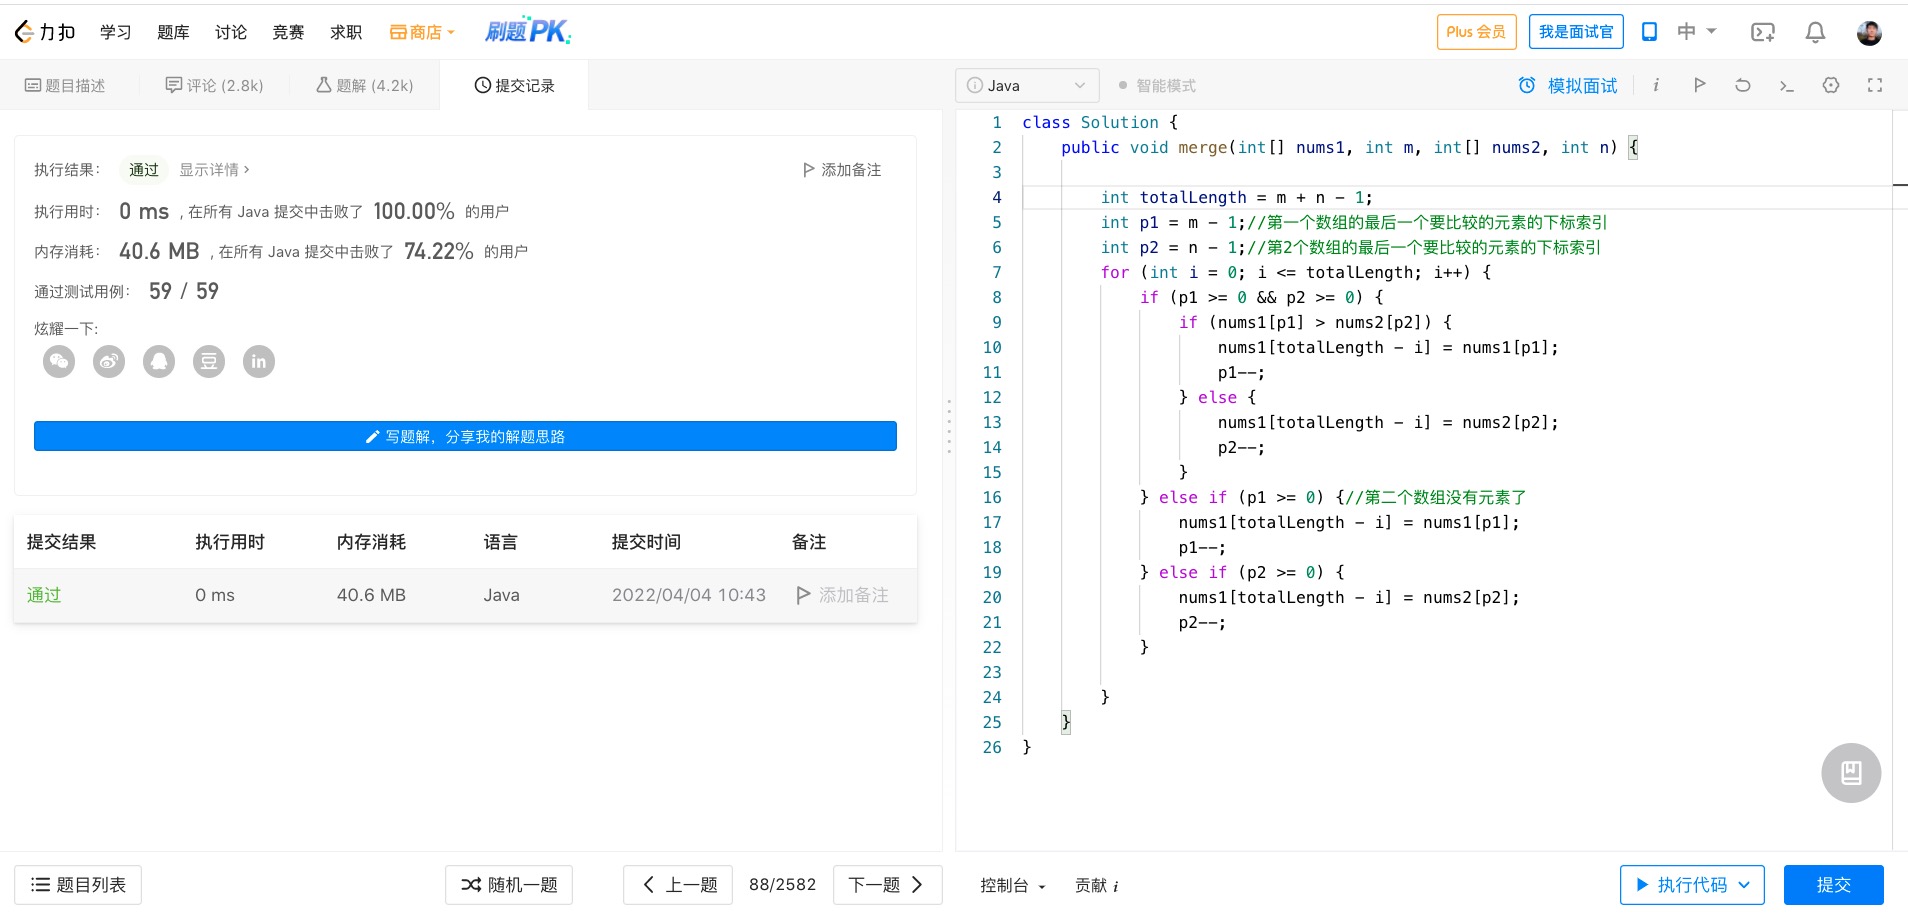 力扣 学习 题库 讨论 竞赛 求职 商店 刷题PK Plus 会员 我是面试官 中
题目描述 评论 (2.8k) 题解 (4.2k) 提交记录
执行结果： 通过 显示详情 > 添加备注
执行用时： 0 ms , 在所有 Java 提交中击败了 100.00% 的用户
内存消耗： 40.6 MB , 在所有 Java 提交中击败了 74.22% 的用户
通过测试用例： 59 / 59
炫耀一下:
写题解，分享我的解题思路
提交结果 执行用时 内存消耗 语言 提交时间 备注
通过 0 ms 40.6 MB Java 2022/04/04 10:43 添加备注
Java 智能模式 模拟面试
1 class Solution {
2 public void merge(int[] nums1, int m, int[] nums2, int n) {
3
4 int totalLength = m + n - 1;
5 int p1 = m - 1;//第一个数组的最后一个要比较的元素的下标索引
6 int p2 = n - 1;//第2个数组的最后一个要比较的元素的下标索引
7 for (int i = 0; i <= totalLength; i++) {
8 if (p1 >= 0 && p2 >= 0) {
9 if (nums1[p1] > nums2[p2]) {
10 nums1[totalLength - i] = nums1[p1];
11 p1--;
12 } else {
13 nums1[totalLength - i] = nums2[p2];
14 p2--;
15 }
16 } else if (p1 >= 0) {//第二个数组没有元素了
17 nums1[totalLength - i] = nums1[p1];
18 p1--;
19 } else if (p2 >= 0) {
20 nums1[totalLength - i] = nums2[p2];
21 p2--;
22 }
23
24 }
25 }
26 }
题目列表 随机一题 上一题 88/2582 下一题 控制台 贡献 i 执行代码 提交